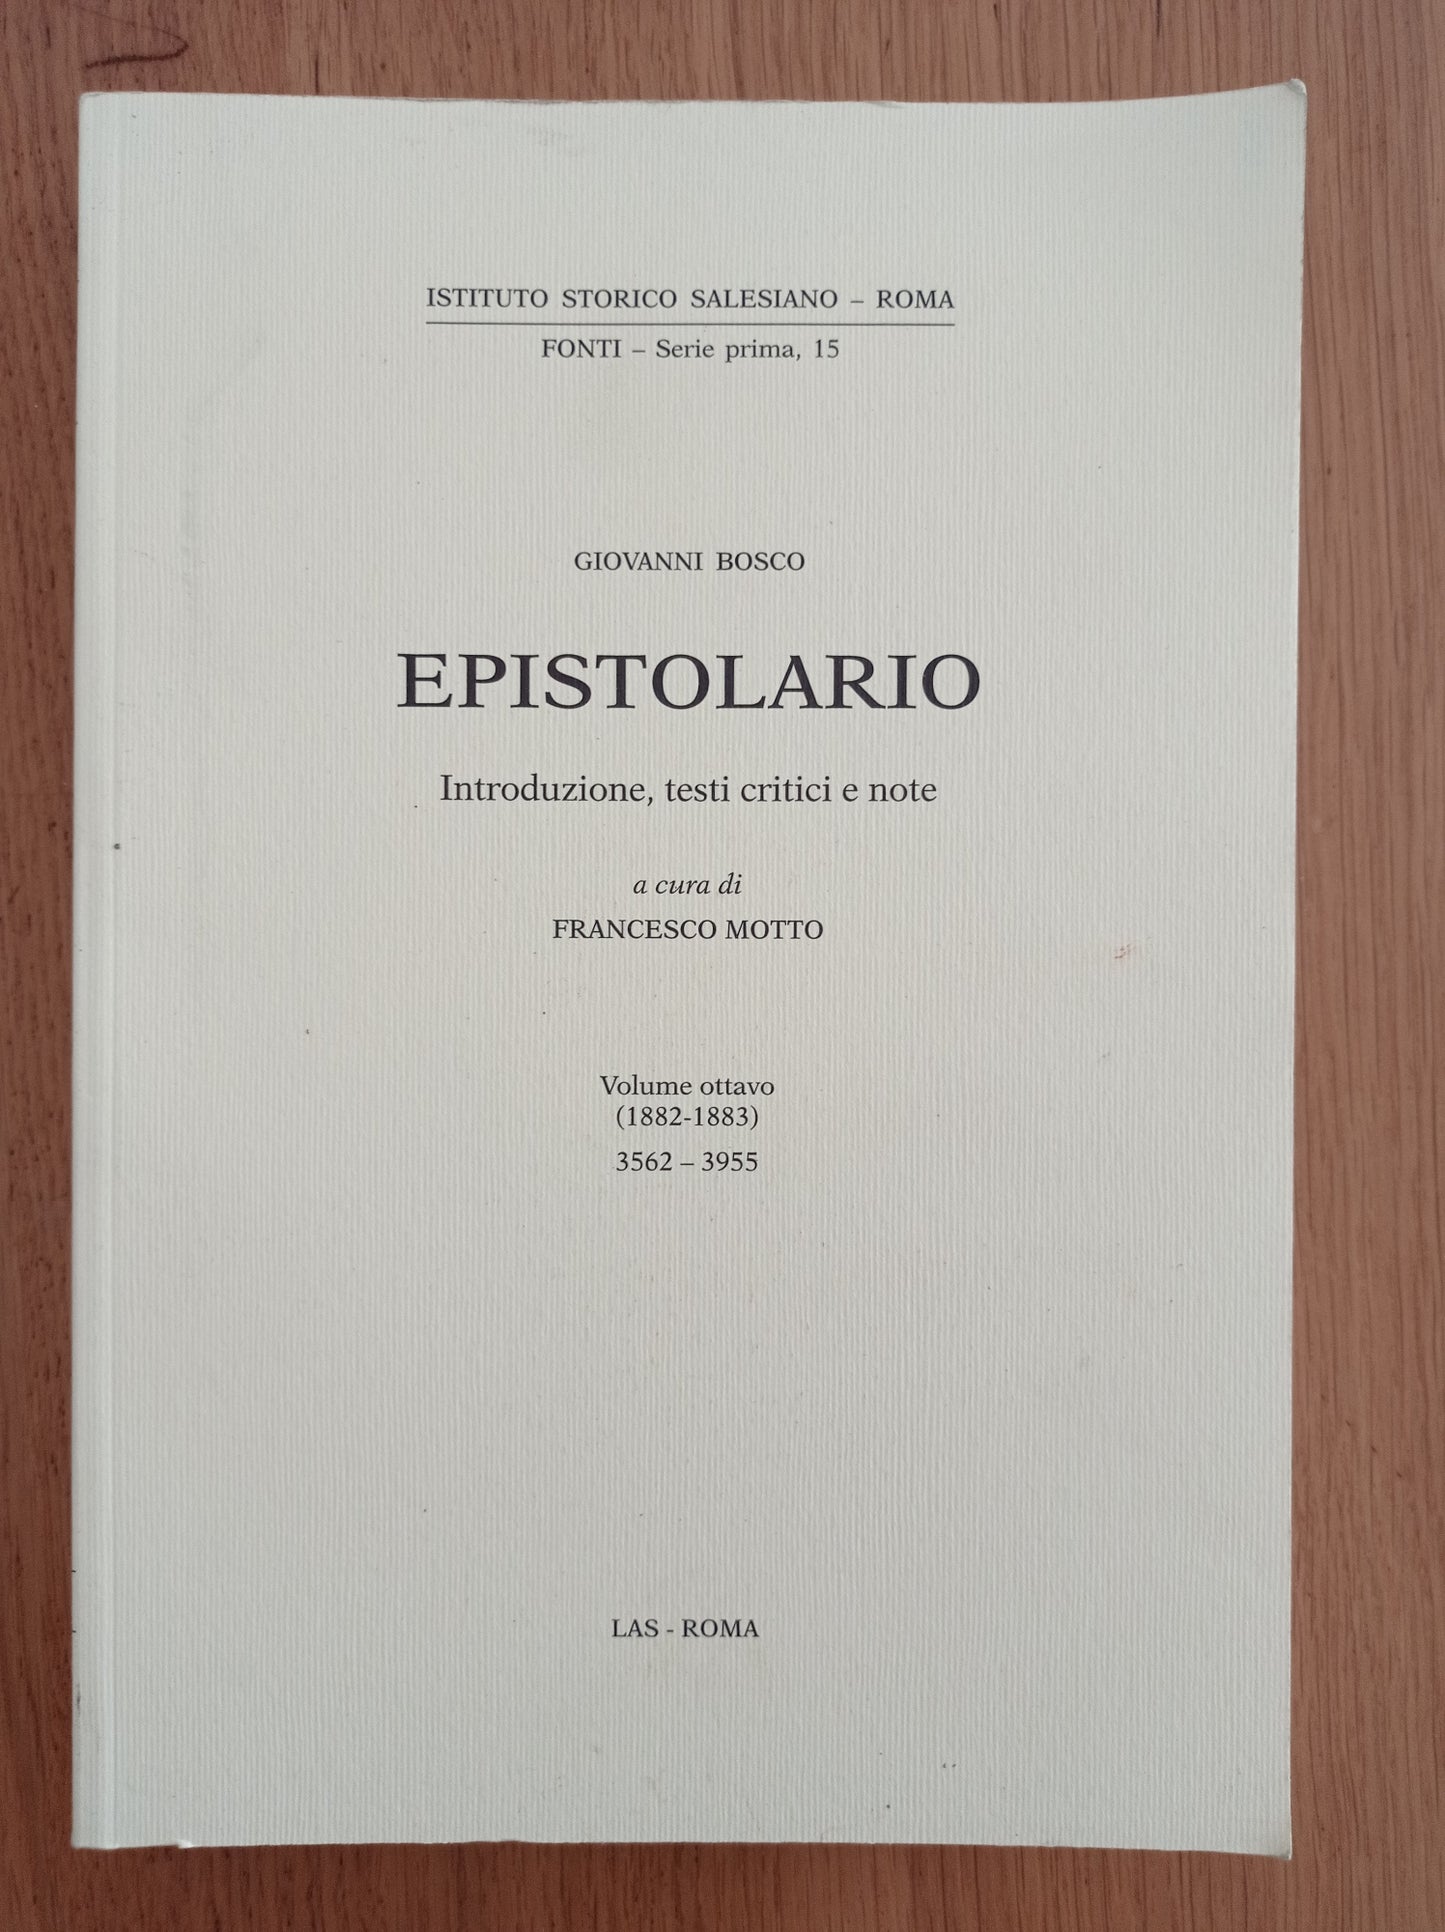 ISTITUTO STORICO SALESIANO – ROMA
FONTI – Serie prima, 15
GIOVANNI BOSCO
EPISTOLARIO
Introduzione, testi critici e note
a cura di
FRANCESCO MOTTO
Volume ottavo
(1882-1883)
3562 – 3955
LAS - ROMA